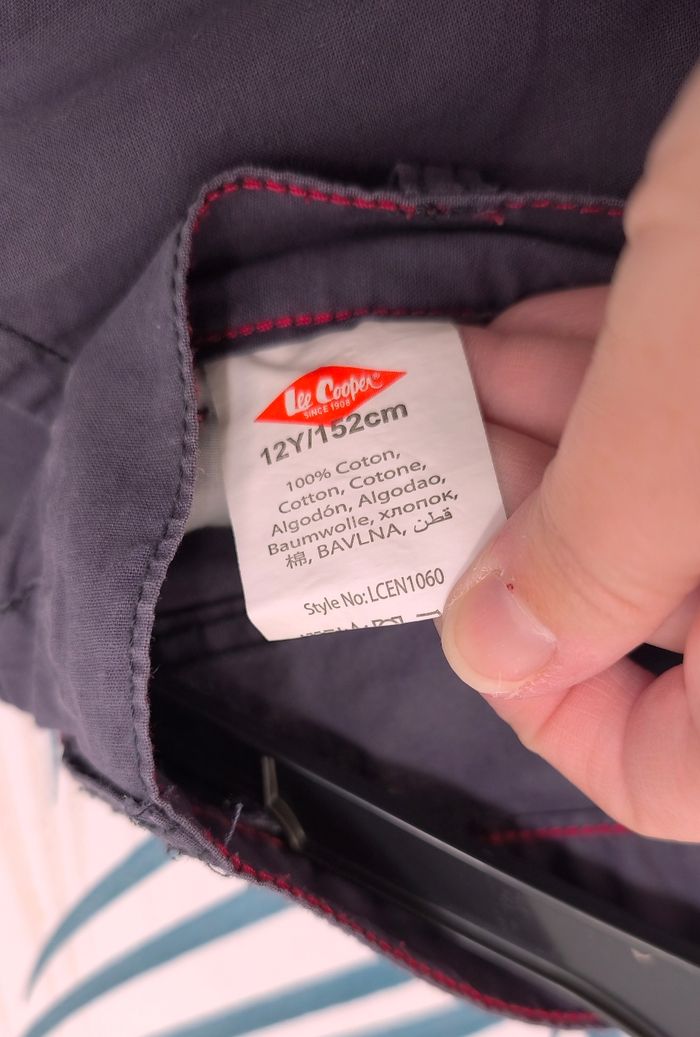 Lee Cooper®
SINCE 1908
12Y/152cm
100% Coton,
Cotton, Cotone,
Algodón, Algodao,
Baumwolle, хлопок,
棉, BAVLNA, قطن
Style No:LCEN1060